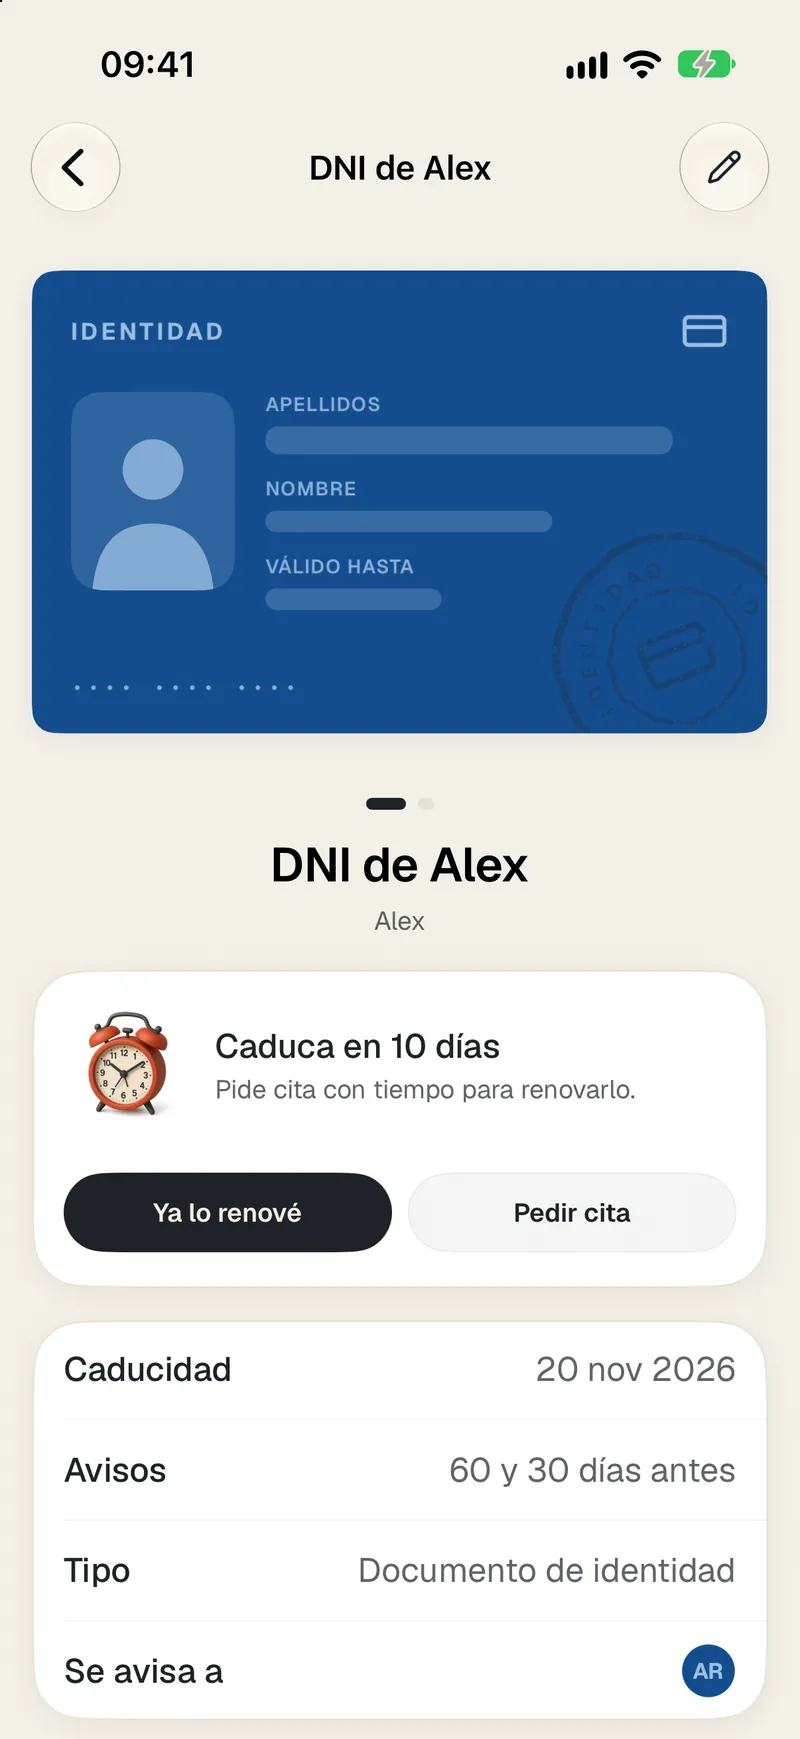 09:41
DNI de Alex
IDENTIDAD
APELLIDOS
NOMBRE
VÁLIDO HASTA
IDENTIDAD
DNI de Alex
Alex
Caduca en 10 días
Pide cita con tiempo para renovarlo.
Ya lo renové
Pedir cita
Caducidad
20 nov 2026
Avisos
60 y 30 días antes
Tipo
Documento de identidad
Se avisa a
AR